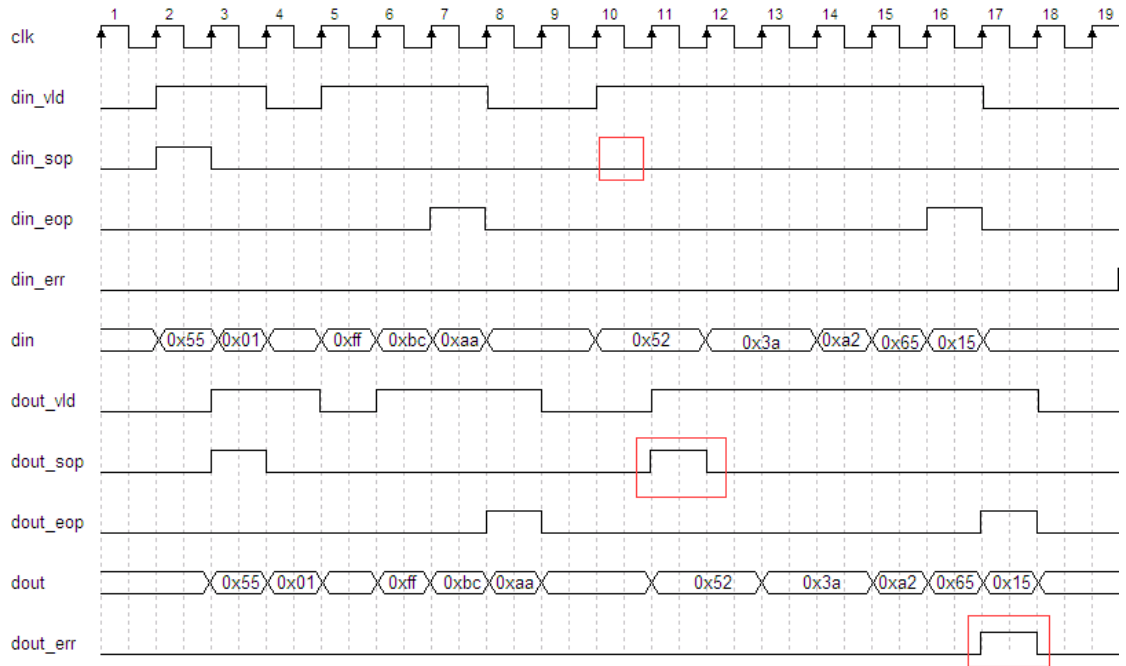 1 2 3 4 5 6 7 8 9 10 11 12 13 14 15 16 17 18 19
clk
din_vld
din_sop
din_eop
din_err
din 0x55 0x01 0xff 0xbc 0xaa 0x52 0x3a 0xa2 0x65 0x15
dout_vld
dout_sop
dout_eop
dout 0x55 0x01 0xff 0xbc 0xaa 0x52 0x3a 0xa2 0x65 0x15
dout_err